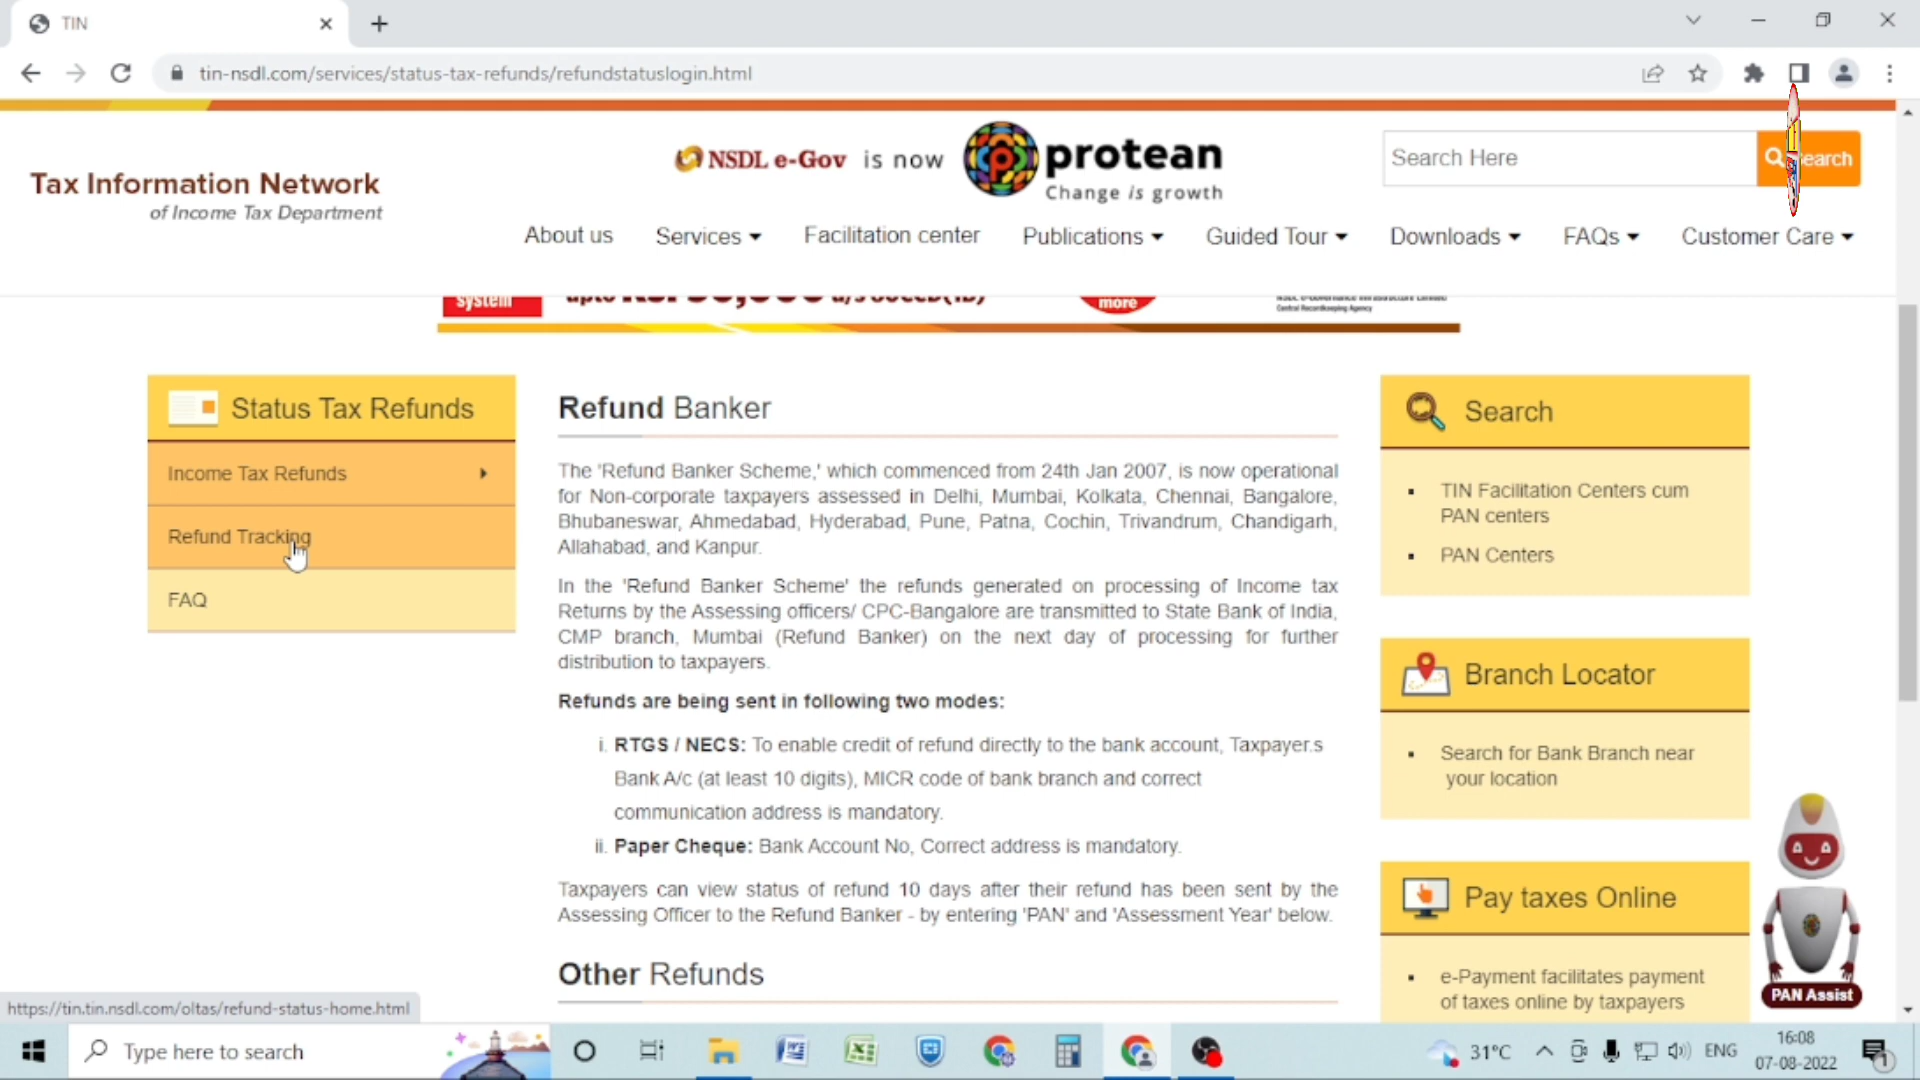 TIN
tin-nsdl.com/services/status-tax-refunds/refundstatuslogin.html
Tax Information Network
of Income Tax Department
NSDL e-Gov is now protean
Change is growth
Search Here
earch
About us Services Facilitation center Publications Guided Tour Downloads FAQs Customer Care
system
more
Central Recordkeeping Agency
Status Tax Refunds
Income Tax Refunds
Refund Tracking
FAQ
Refund Banker
The 'Refund Banker Scheme,' which commenced from 24th Jan 2007, is now operational
for Non-corporate taxpayers assessed in Delhi, Mumbai, Kolkata, Chennai, Bangalore,
Bhubaneswar, Ahmedabad, Hyderabad, Pune, Patna, Cochin, Trivandrum, Chandigarh,
Allahabad, and Kanpur.
In the 'Refund Banker Scheme' the refunds generated on processing of Income tax
Returns by the Assessing officers/ CPC-Bangalore are transmitted to State Bank of India,
CMP branch, Mumbai (Refund Banker) on the next day of processing for further
distribution to taxpayers.
Refunds are being sent in following two modes:
i. RTGS / NECS: To enable credit of refund directly to the bank account, Taxpayer.s
Bank A/c (at least 10 digits), MICR code of bank branch and correct
communication address is mandatory.
ii. Paper Cheque: Bank Account No, Correct address is mandatory.
Taxpayers can view status of refund 10 days after their refund has been sent by the
Assessing Officer to the Refund Banker - by entering 'PAN' and 'Assessment Year' below.
Other Refunds
Search
TIN Facilitation Centers cum
PAN centers
PAN Centers
Branch Locator
Search for Bank Branch near
your location
Pay taxes Online
e-Payment facilitates payment
of taxes online by taxpayers
PAN Assist
https://tin.tin.nsdl.com/oltas/refund-status-home.html
Type here to search
31°C
ENG
16:08
07-08-2022
1